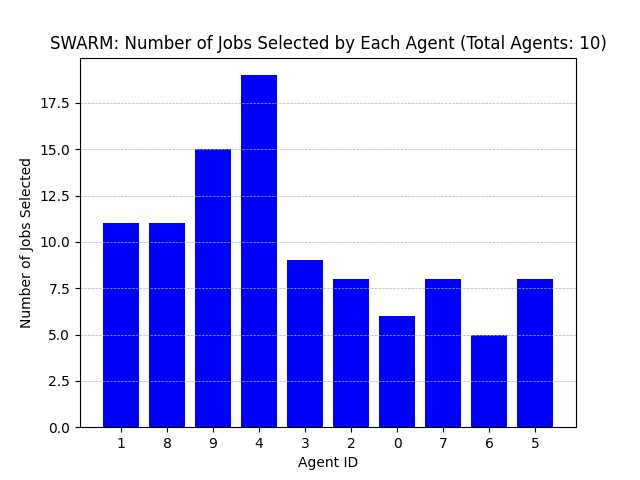 SWARM: Number of Jobs Selected by Each Agent (Total Agents: 10)
Number of Jobs Selected
17.5
15.0
12.5
10.0
7.5
5.0
2.5
0.0
1 8 9 4 3 2 0 7 6 5
Agent ID